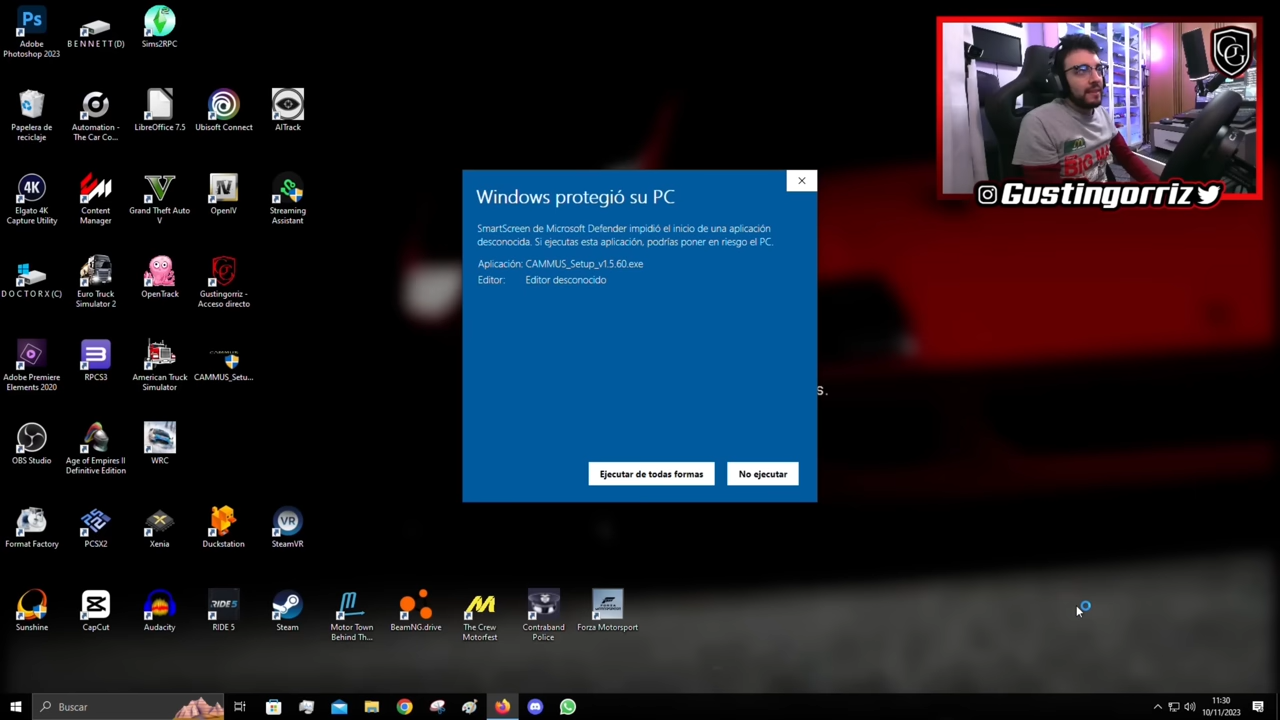 Adobe
Photoshop 2023
B E N N E T T (D)
Sims2RPC
Papelera de
reciclaje
Automation -
The Car Co...
LibreOffice 7.5
Ubisoft Connect
AITrack
Elgato 4K
Capture Utility
Content
Manager
Grand Theft Auto
V
OpenIV
Streaming
Assistant
D O C T O R X (C)
Euro Truck
Simulator 2
OpenTrack
Gustingorriz -
Acceso directo
Adobe Premiere
Elements 2020
RPCS3
American Truck
Simulator
CAMMUS_Setu...
OBS Studio
Age of Empires II
Definitive Edition
WRC
Format Factory
PCSX2
Xenia
Duckstation
SteamVR
Sunshine
CapCut
Audacity
RIDE 5
Steam
Motor Town
Behind Th...
BeamNG.drive
The Crew
Motorfest
Contraband
Police
Forza Motorsport
Windows protegió su PC
SmartScreen de Microsoft Defender impidió el inicio de una aplicación
desconocida. Si ejecutas esta aplicación, podrías poner en riesgo el PC.
Aplicación: CAMMUS_Setup_v1.5.60.exe
Editor: Editor desconocido
Ejecutar de todas formas
No ejecutar
s.
BIG MA
Gustingorriz
Buscar
11:30
10/11/2023